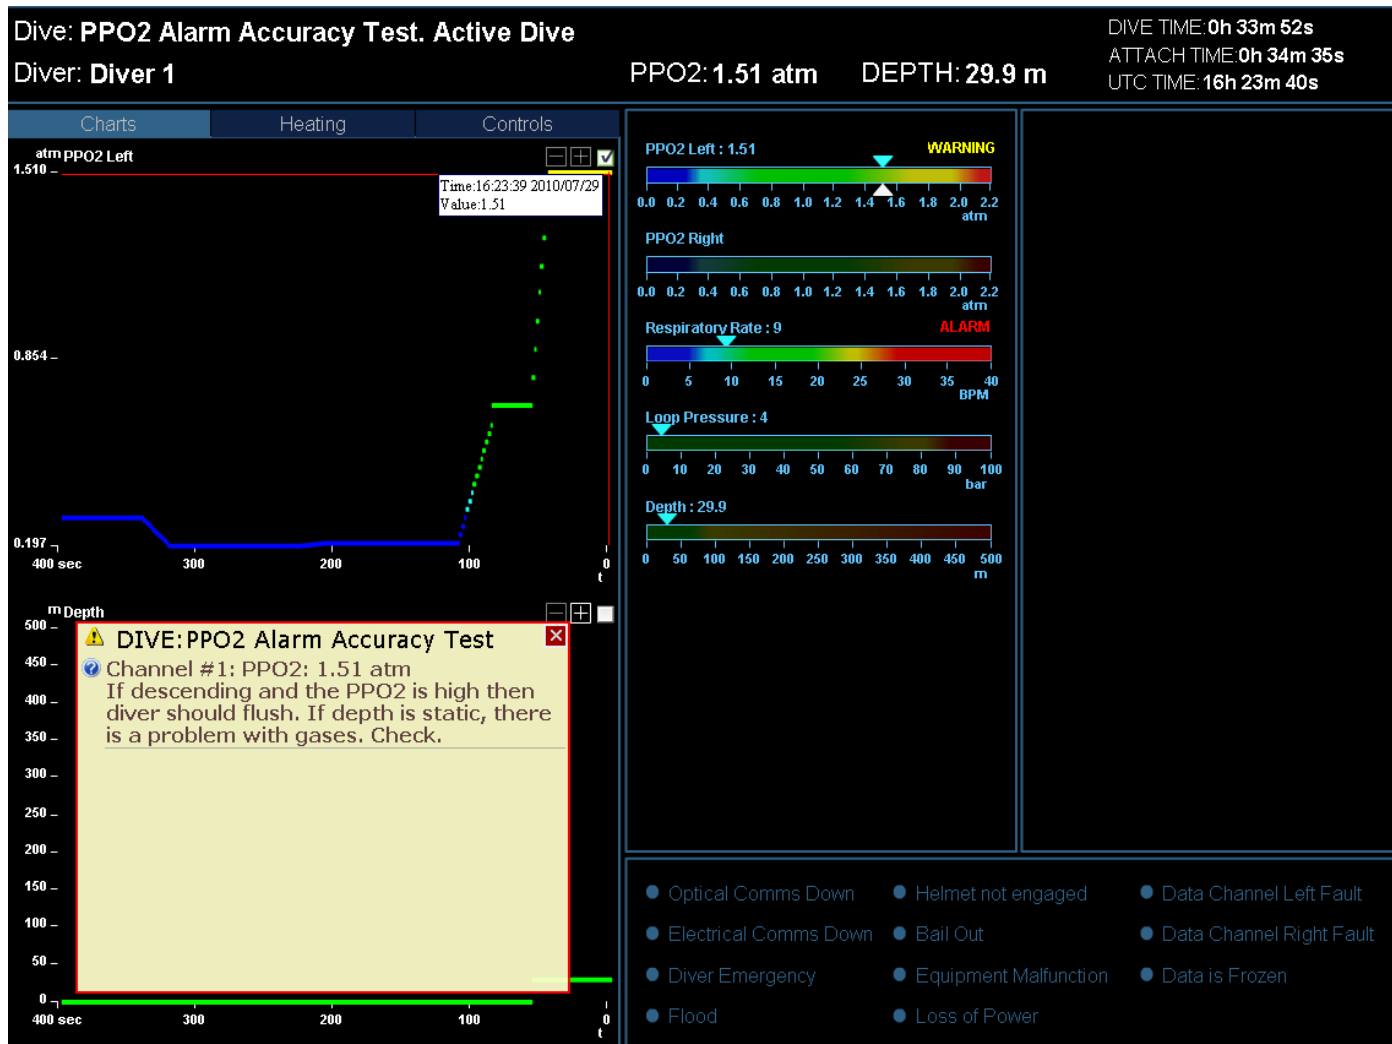 Dive: PPO2 Alarm Accuracy Test. Active Dive
Diver: Diver 1
PPO2: 1.51 atm DEPTH: 29.9 m
DIVE TIME: 0h 33m 52s
ATTACH TIME: 0h 34m 35s
UTC TIME: 16h 23m 40s
Charts Heating Controls
atm PPO2 Left
1.510
Time:16:23:39 2010/07/29
Value:1.51
0.854
0.197
400 sec 300 200 100 0
t
m Depth
500
450
400
350
300
250
200
150
100
50
0
400 sec 300 200 100 0
t
DIVE: PPO2 Alarm Accuracy Test
Channel #1: PPO2: 1.51 atm
If descending and the PPO2 is high then
diver should flush. If depth is static, there
is a problem with gases. Check.
PPO2 Left : 1.51 WARNING
0.0 0.2 0.4 0.6 0.8 1.0 1.2 1.4 1.6 1.8 2.0 2.2
atm
PPO2 Right
0.0 0.2 0.4 0.6 0.8 1.0 1.2 1.4 1.6 1.8 2.0 2.2
atm
Respiratory Rate : 9 ALARM
0 5 10 15 20 25 30 35 40
BPM
Loop Pressure : 4
0 10 20 30 40 50 60 70 80 90 100
bar
Depth : 29.9
0 50 100 150 200 250 300 350 400 450 500
m
Optical Comms Down Helmet not engaged Data Channel Left Fault
Electrical Comms Down Bail Out Data Channel Right Fault
Diver Emergency Equipment Malfunction Data is Frozen
Flood Loss of Power